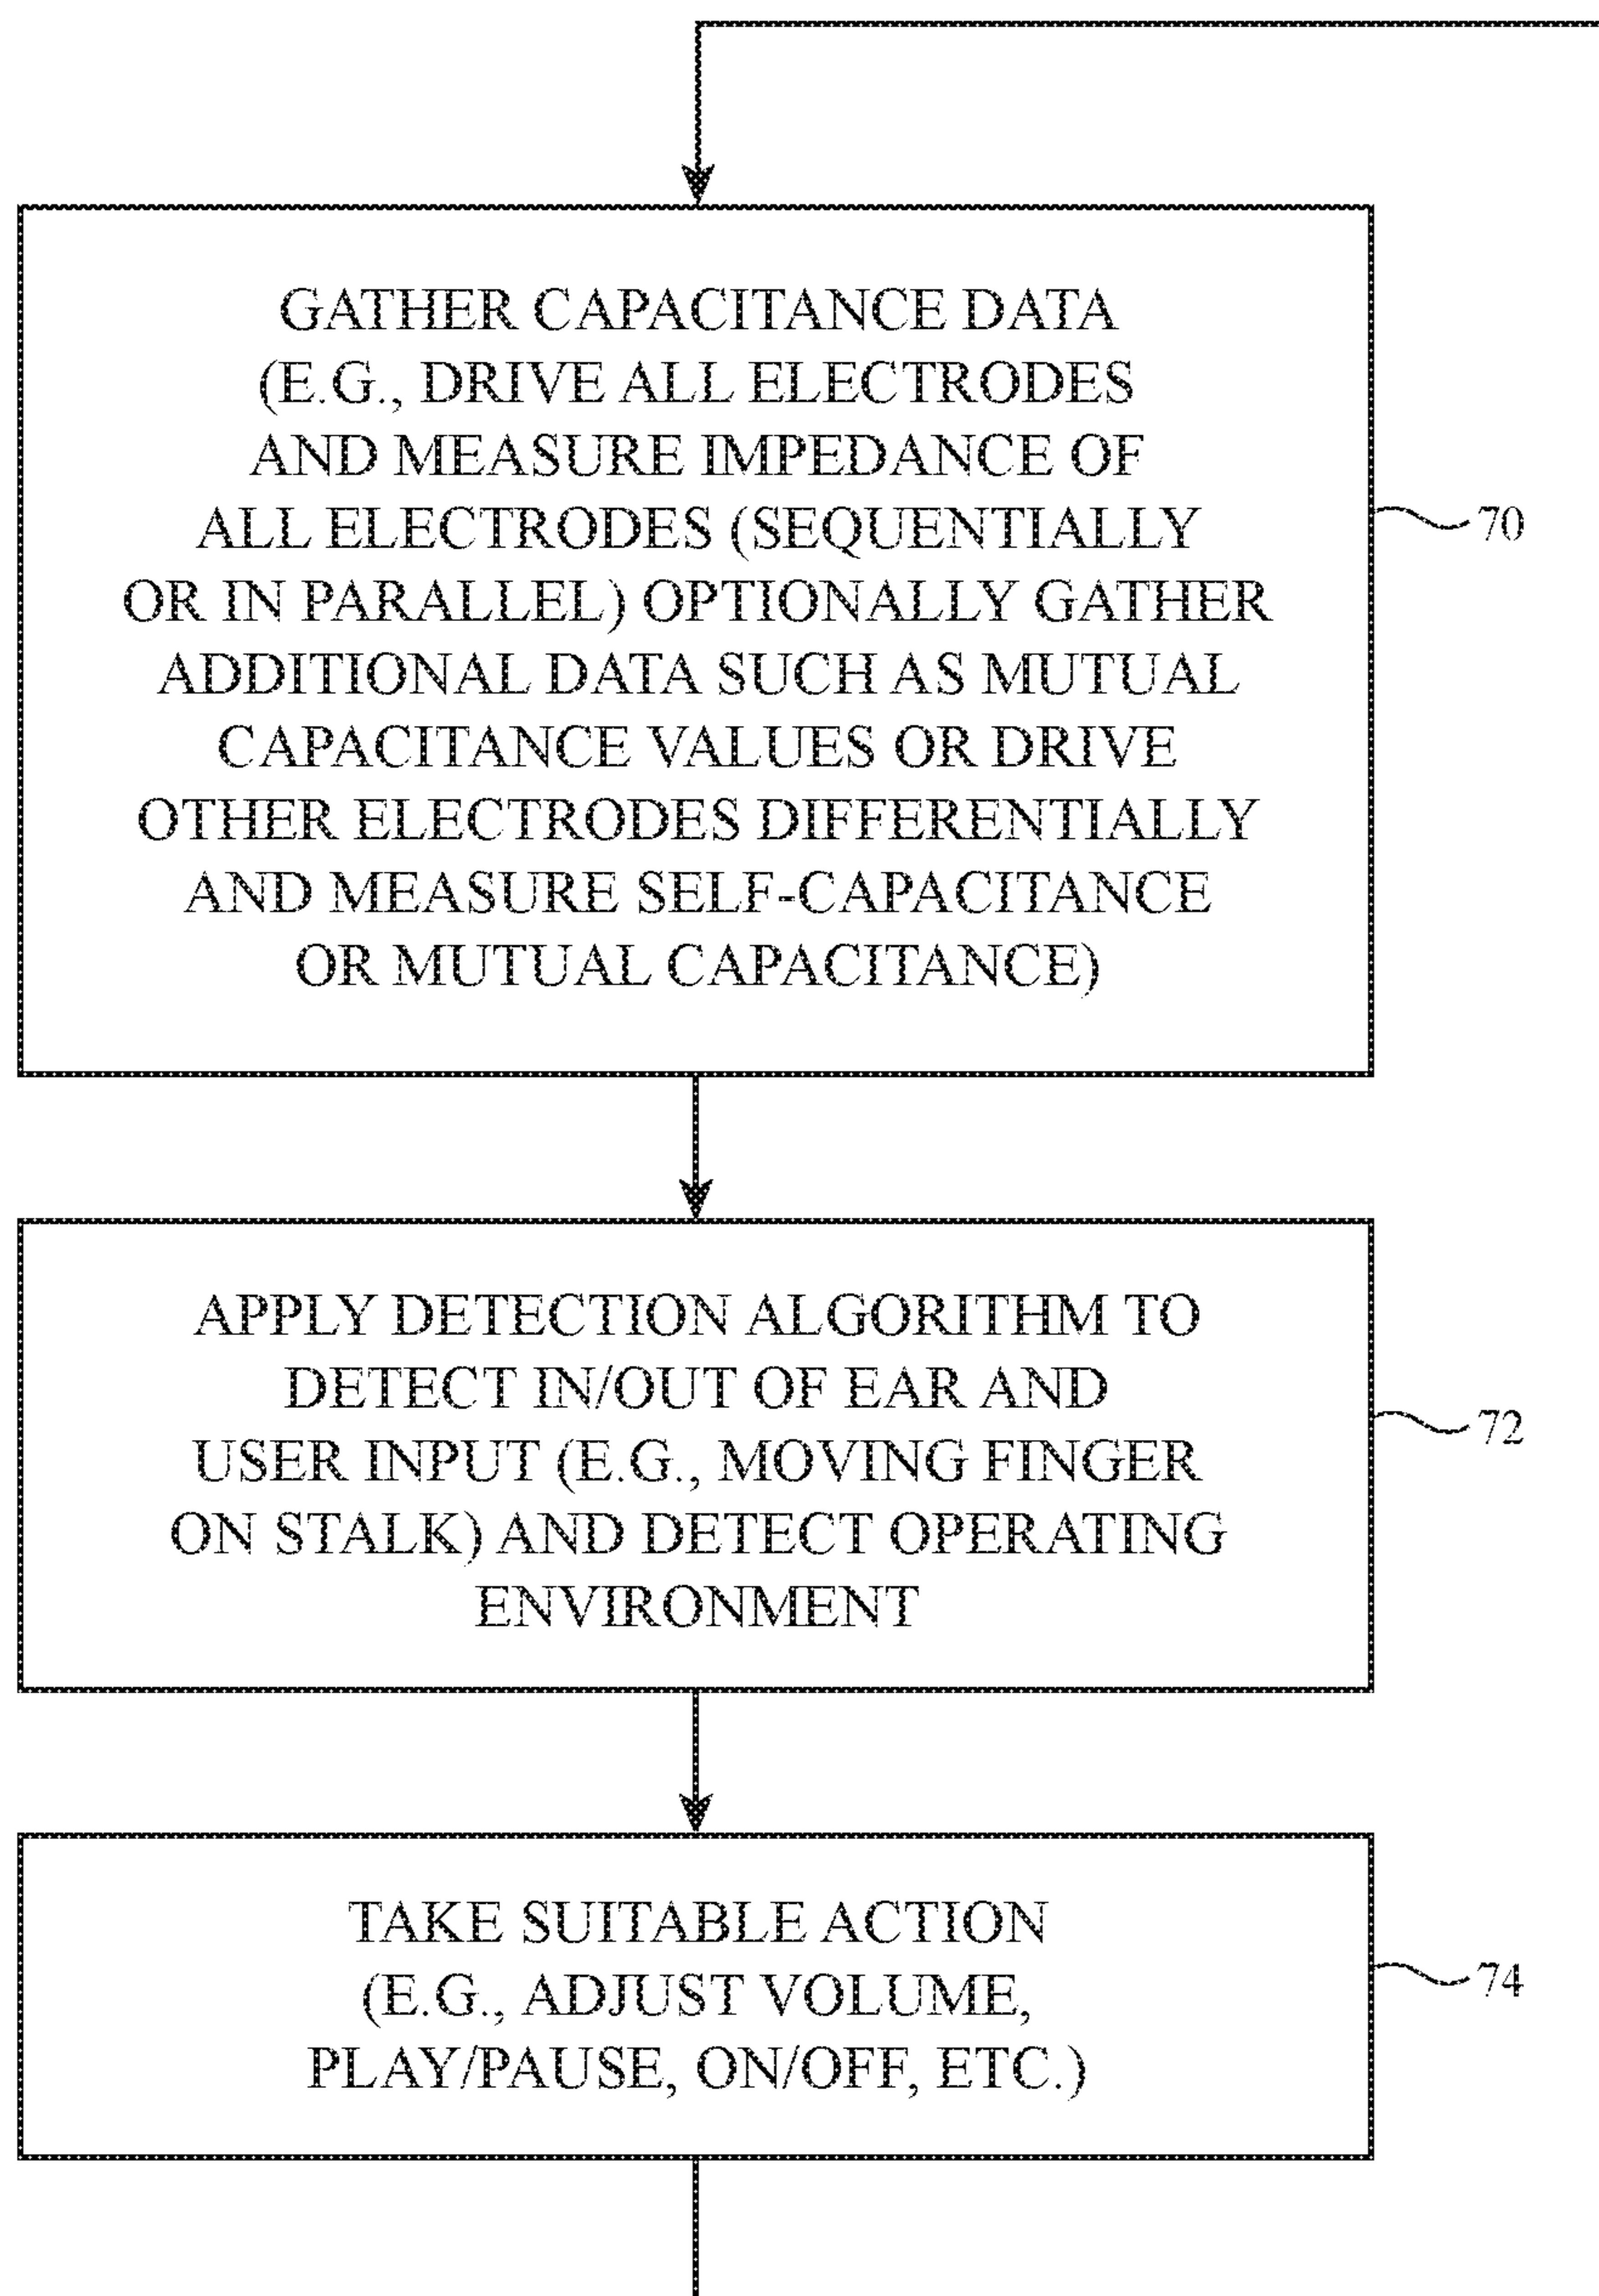 GATHER CAPACITANCE DATA
(E.G., DRIVE ALL ELECTRODES
AND MEASURE IMPEDANCE OF
ALL ELECTRODES (SEQUENTIALLY
OR IN PARALLEL) OPTIONALLY GATHER
ADDITIONAL DATA SUCH AS MUTUAL
CAPACITANCE VALUES OR DRIVE
OTHER ELECTRODES DIFFERENTIALLY
AND MEASURE SELF-CAPACITANCE
OR MUTUAL CAPACITANCE)
70
APPLY DETECTION ALGORITHM TO
DETECT IN/OUT OF EAR AND
USER INPUT (E.G., MOVING FINGER
ON STALK) AND DETECT OPERATING
ENVIRONMENT
72
TAKE SUITABLE ACTION
(E.G., ADJUST VOLUME,
PLAY/PAUSE, ON/OFF, ETC.)
74